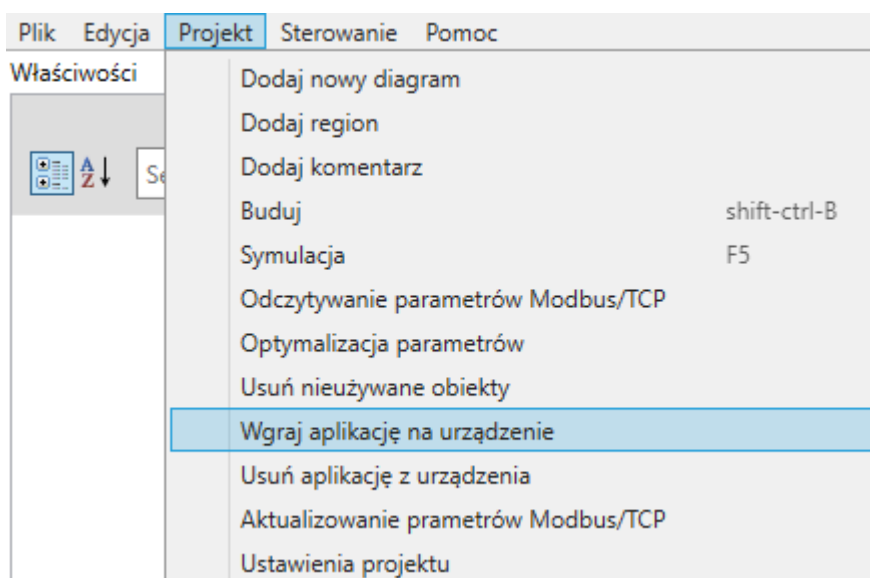 Plik Edycja Projekt Sterowanie Pomoc
Właściwości
Dodaj nowy diagram
Dodaj region
A
Z
Dodaj komentarz
Buduj shift-ctrl-B
Symulacja F5
Odczytywanie parametrów Modbus/TCP
Optymalizacja parametrów
Usuń nieużywane obiekty
Wgraj aplikację na urządzenie
Usuń aplikację z urządzenia
Aktualizowanie prametrów Modbus/TCP
Ustawienia projektu